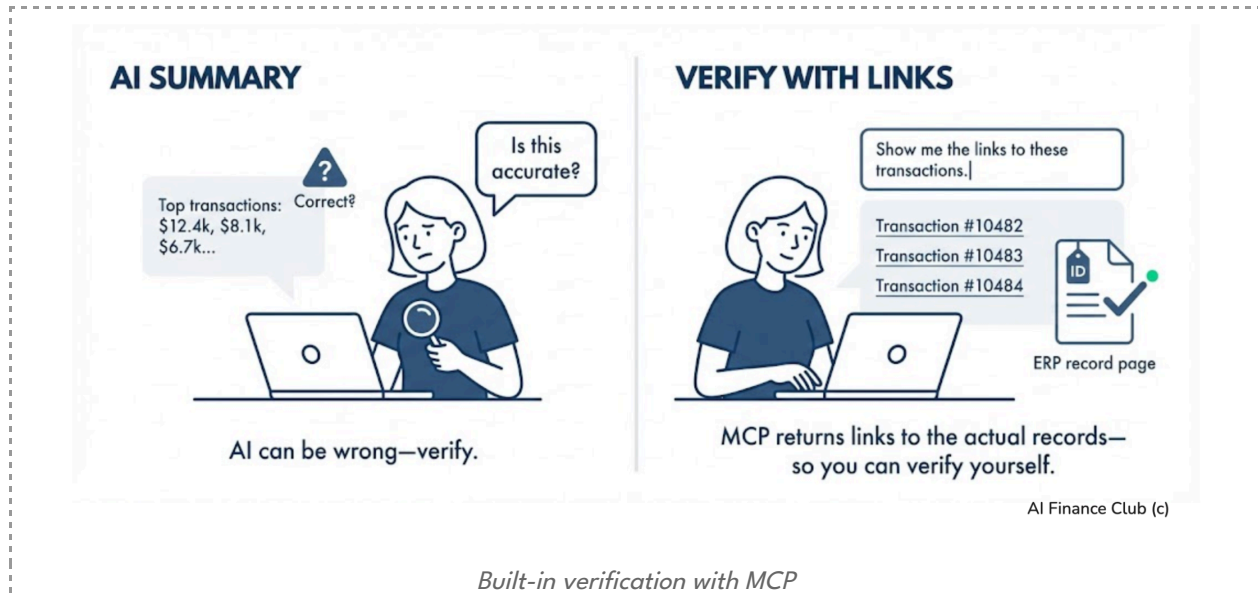 AI SUMMARY
Is this
accurate?
?
Correct?
Top transactions:
$12.4k, $8.1k,
$6.7k...
AI can be wrong—verify.
VERIFY WITH LINKS
Show me the links to these
transactions.
Transaction #10482
Transaction #10483
Transaction #10484
ID
ERP record page
MCP returns links to the actual records—
so you can verify yourself.
AI Finance Club (c)
Built-in verification with MCP